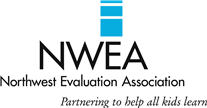 NWEA
Northwest Evaluation Association
Partnering to help all kids learn